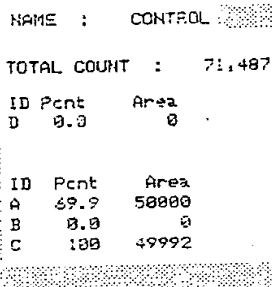 NAME : CONTROL
TOTAL COUNT : 71,487
ID Pcnt Area
D 0.0 0
ID Pcnt Area
A 69.9 50000
B 0.0 0
C 100 49992